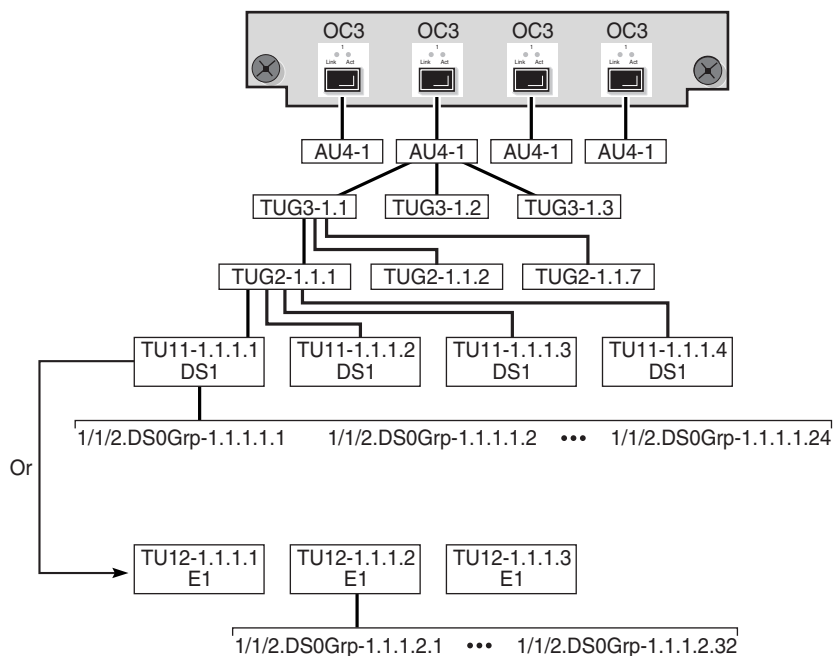 OC3 OC3 OC3 OC3
1 1 1 1
Link Act Link Act Link Act Link Act
AU4-1 AU4-1 AU4-1 AU4-1
TUG3-1.1 TUG3-1.2 TUG3-1.3
TUG2-1.1.1 TUG2-1.1.2 TUG2-1.1.7
TU11-1.1.1.1 TU11-1.1.1.2 TU11-1.1.1.3 TU11-1.1.1.4
DS1 DS1 DS1 DS1
1/1/2.DS0Grp-1.1.1.1.1 1/1/2.DS0Grp-1.1.1.1.2 ••• 1/1/2.DS0Grp-1.1.1.1.24
Or
TU12-1.1.1.1 TU12-1.1.1.2 TU12-1.1.1.3
E1 E1 E1
1/1/2.DS0Grp-1.1.1.2.1 ••• 1/1/2.DS0Grp-1.1.1.2.32